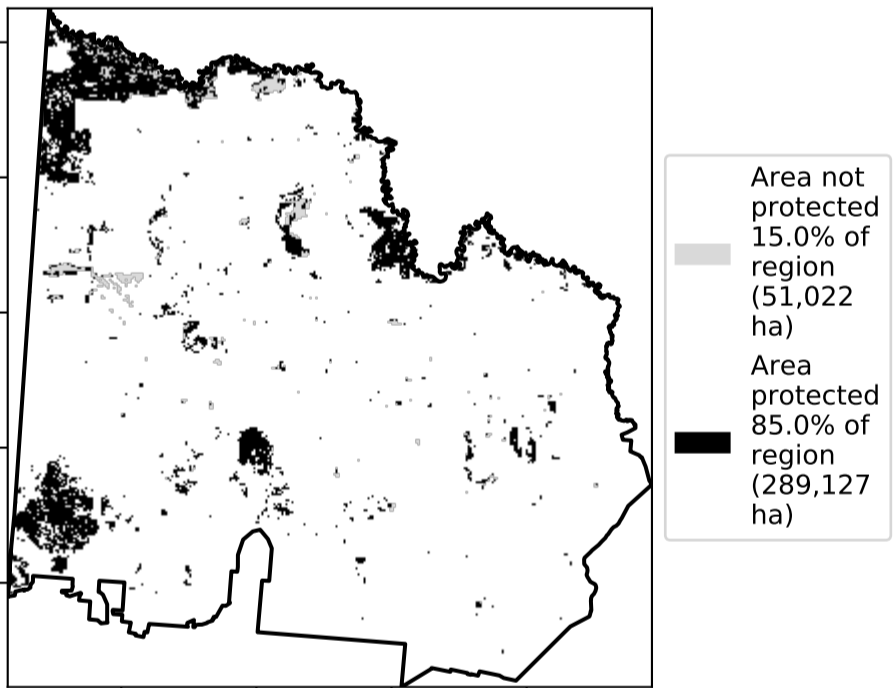 Area not
protected
15.0% of
region
(51,022
ha)
Area
protected
85.0% of
region
(289,127
ha)